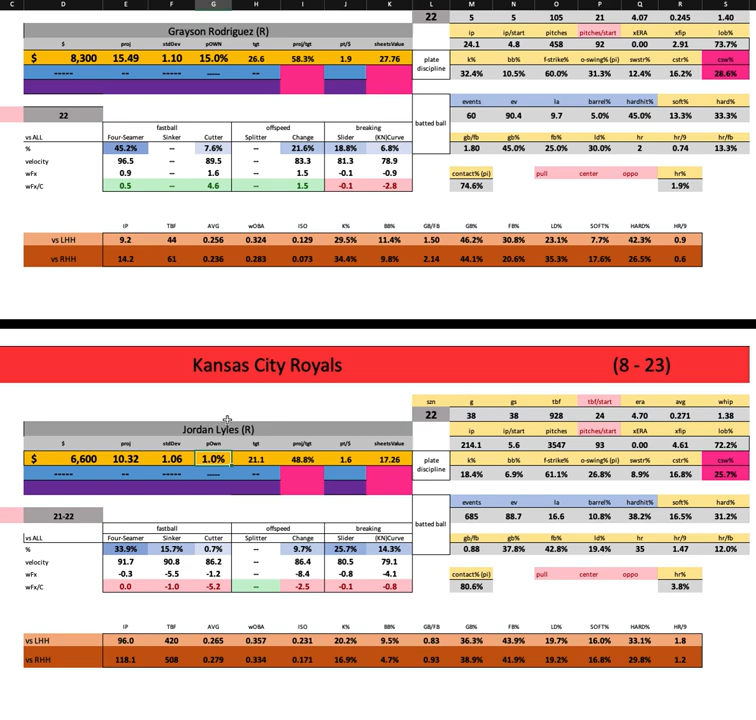 C D E F G H I J K L M N O P Q R S
22 5 5 105 21 4.07 0.245 1.40
Grayson Rodriguez (R) ip ip/start pitches pitches/start xERA xfip lob%
$ proj stdDev pOWN tgt proj/tgt pt/$ sheetsValue 24.1 4.8 458 92 0.00 2.91 73.7%
$ 8,300 15.49 1.10 15.0% 26.6 58.3% 1.9 27.76 plate discipline k% bb% f-strike% o-swing% (pi) swstr% cstr% csw%
----- -- ----- ---- -- 32.4% 10.5% 60.0% 31.3% 12.4% 16.2% 28.6%
events ev la barrel% hardhit% soft% hard%
22 batted ball 60 90.4 9.7 5.0% 45.0% 13.3% 33.3%
fastball offspeed breaking
vs ALL Four-Seamer Sinker Cutter Splitter Change Slider (KN)Curve gb/fb gb% fb% ld% hr hr/9 hr/fb
% 45.2% -- 7.6% -- 21.6% 18.8% 6.8% 1.80 45.0% 25.0% 30.0% 2 0.74 13.3%
velocity 96.5 -- 89.5 -- 83.3 81.3 78.9
wFx 0.9 -- 1.6 -- 1.5 -0.1 -0.9 contact% (pi) pull center oppo hr%
wFx/C 0.5 -- 4.6 -- 1.5 -0.1 -2.8 74.6% 1.9%
IP TBF AVG wOBA ISO K% BB% GB/FB GB% FB% LD% SOFT% HARD% HR/9
vs LHH 9.2 44 0.256 0.324 0.129 29.5% 11.4% 1.50 46.2% 30.8% 23.1% 7.7% 42.3% 0.9
vs RHH 14.2 61 0.236 0.283 0.073 34.4% 9.8% 2.14 44.1% 20.6% 35.3% 17.6% 26.5% 0.6
Kansas City Royals (8 - 23)
szn g gs tbf tbf/start era avg whip
22 38 38 928 24 4.70 0.271 1.38
Jordan Lyles (R) ip ip/start pitches pitches/start xERA xfip lob%
$ proj stdDev pOwn tgt proj/tgt pt/$ sheetsValue 214.1 5.6 3547 93 0.00 4.61 72.2%
$ 6,600 10.32 1.06 1.0% 21.1 48.8% 1.6 17.26 plate discipline k% bb% f-strike% o-swing% (pi) swstr% cstr% csw%
----- -- ----- ---- -- 18.4% 6.9% 61.1% 26.8% 8.9% 16.8% 25.7%
events ev la barrel% hardhit% soft% hard%
21-22 batted ball 685 88.7 16.6 10.8% 38.2% 16.5% 31.2%
fastball offspeed breaking
vs ALL Four-Seamer Sinker Cutter Splitter Change Slider (KN)Curve gb/fb gb% fb% ld% hr hr/9 hr/fb
% 33.9% 15.7% 0.7% -- 9.7% 25.7% 14.3% 0.88 37.8% 42.8% 19.4% 35 1.47 12.0%
velocity 91.7 90.8 86.2 -- 86.4 80.5 79.1
wFx -0.3 -5.5 -1.2 -- -8.4 -0.8 -4.1 contact% (pi) pull center oppo hr%
wFx/C 0.0 -1.0 -5.2 -- -2.5 -0.1 -0.8 80.6% 3.8%
IP TBF AVG wOBA ISO K% BB% GB/FB GB% FB% LD% SOFT% HARD% HR/9
vs LHH 96.0 420 0.265 0.357 0.231 20.2% 9.5% 0.83 36.3% 43.9% 19.7% 16.0% 33.1% 1.8
vs RHH 118.1 508 0.279 0.334 0.171 16.9% 4.7% 0.93 38.9% 41.9% 19.2% 16.8% 29.8% 1.2